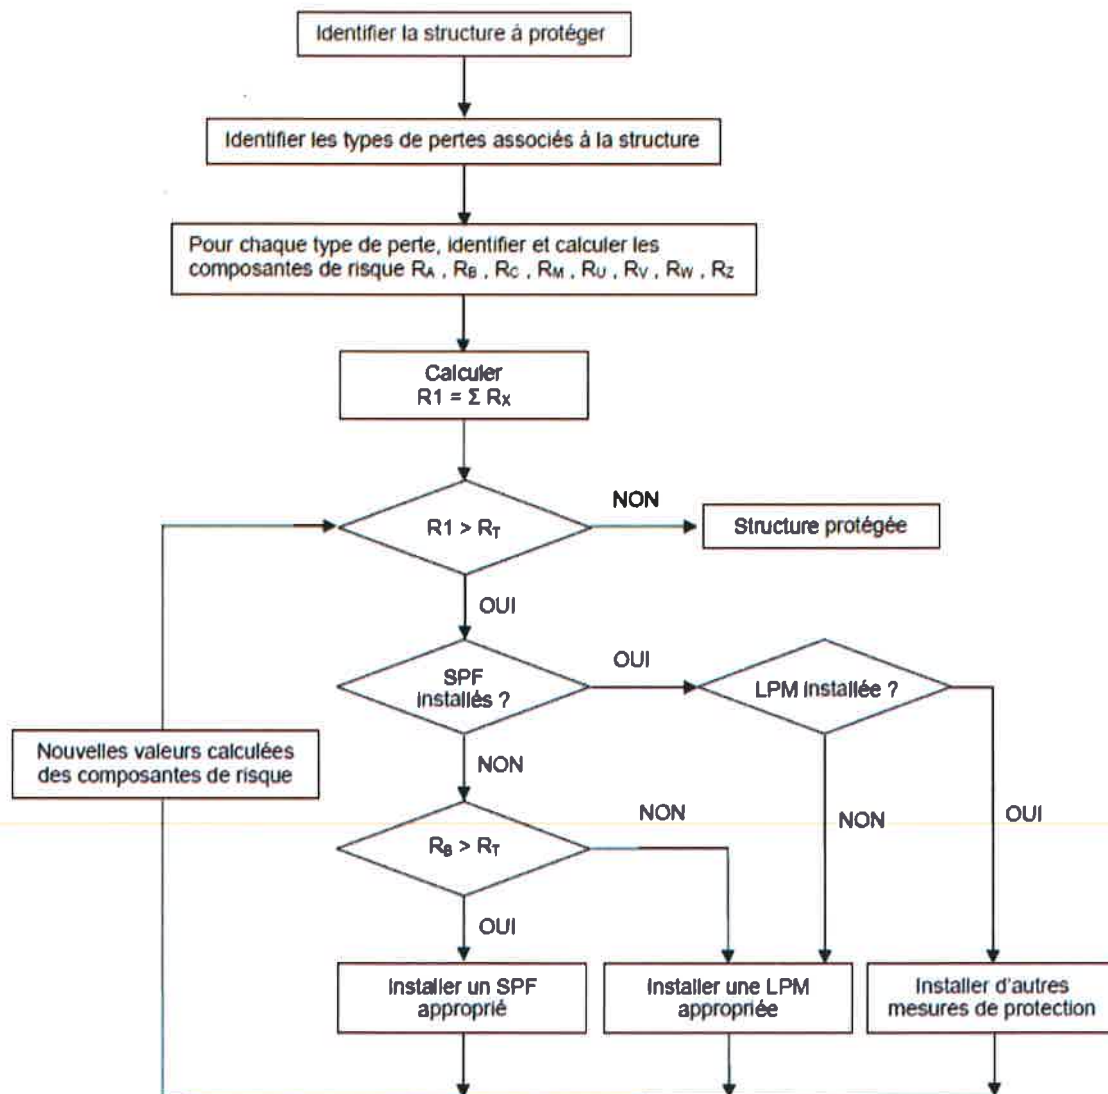 Identifier la structure à protéger
Identifier les types de pertes associés à la structure
Pour chaque type de perte, identifier et calculer les
composantes de risque RA , RB , RC , RM , RU , RV , RW , RZ
Calculer
R1 = Σ RX
R1 > RT
NON
Structure protégée
OUI
SPF
installés ?
OUI
LPM installée ?
Nouvelles valeurs calculées
des composantes de risque
NON
RB > RT
NON
NON
OUI
OUI
Installer un SPF
approprié
Installer une LPM
appropriée
Installer d'autres
mesures de protection